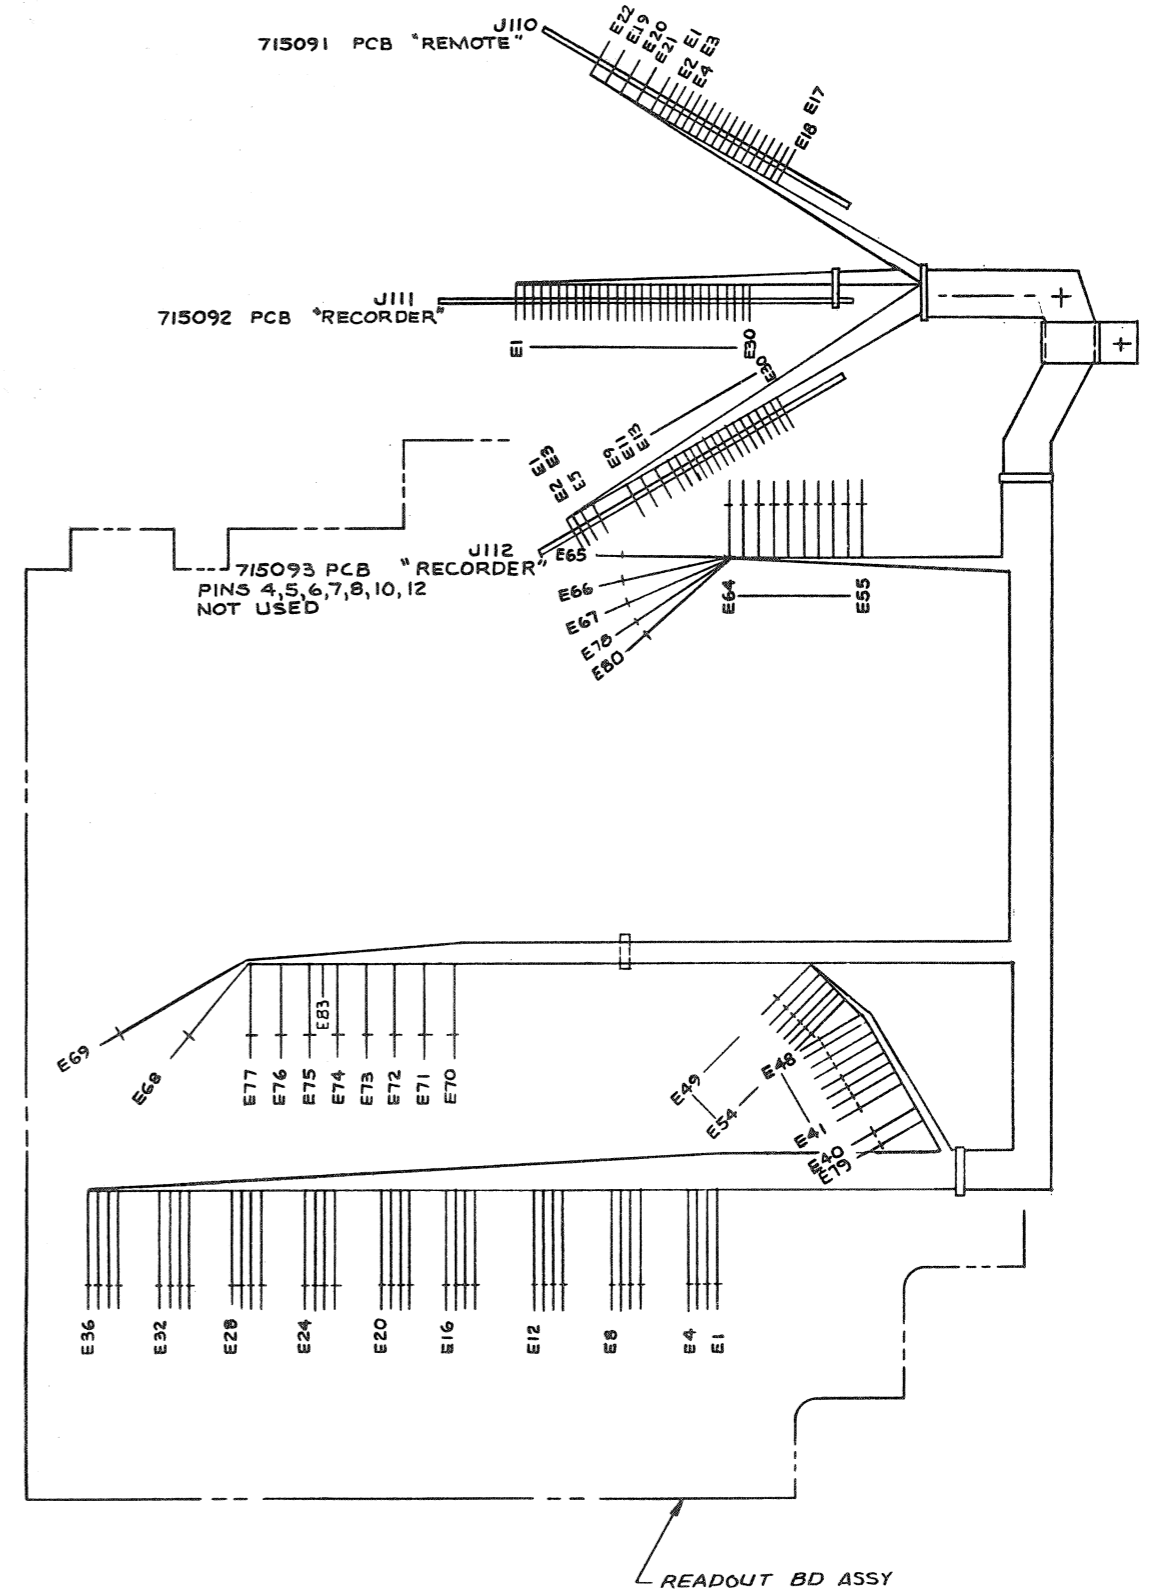 J110
715091 PCB "REMOTE"
E22
E19
E20
E21
E2 E1
E4 E3
E18 E17
J111
715092 PCB "RECORDER"
E1
E30
E30
E9
E11
E13
E1
E3
E2 E5
J112
715093 PCB "RECORDER"
PINS 4,5,6,7,8,10,12
NOT USED
E65
E66
E67
E78
E80
E64
E55
E69
E68
E77
E76
E75
E83
E74
E73
E72
E71
E70
E49
E54
E48
E41
E40
E79
E36
E32
E28
E24
E20
E16
E12
E8
E4
E1
READOUT BD ASSY